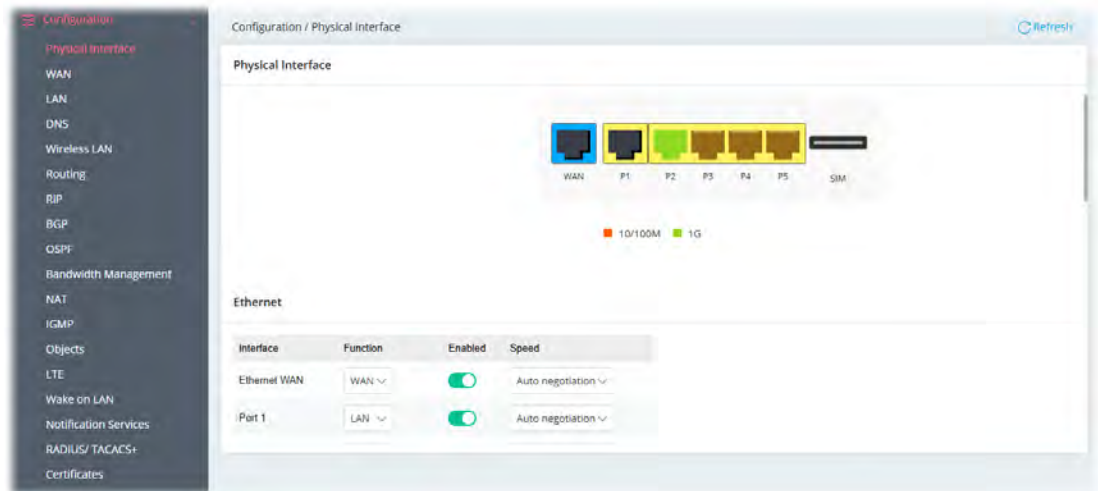 Configuration
Physical Interface
WAN
LAN
DNS
Wireless LAN
Routing
RIP
BGP
OSPF
Bandwidth Management
NAT
IGMP
Objects
LTE
Wake on LAN
Notification Services
RADIUS/ TACACS+
Certificates
Configuration / Physical Interface
Refresh
Physical Interface
WAN P1 P2 P3 P4 P5 SIM
10/100M 1G
Ethernet
Interface Function Enabled Speed
Ethernet WAN WAN Auto negotiation
Port 1 LAN Auto negotiation